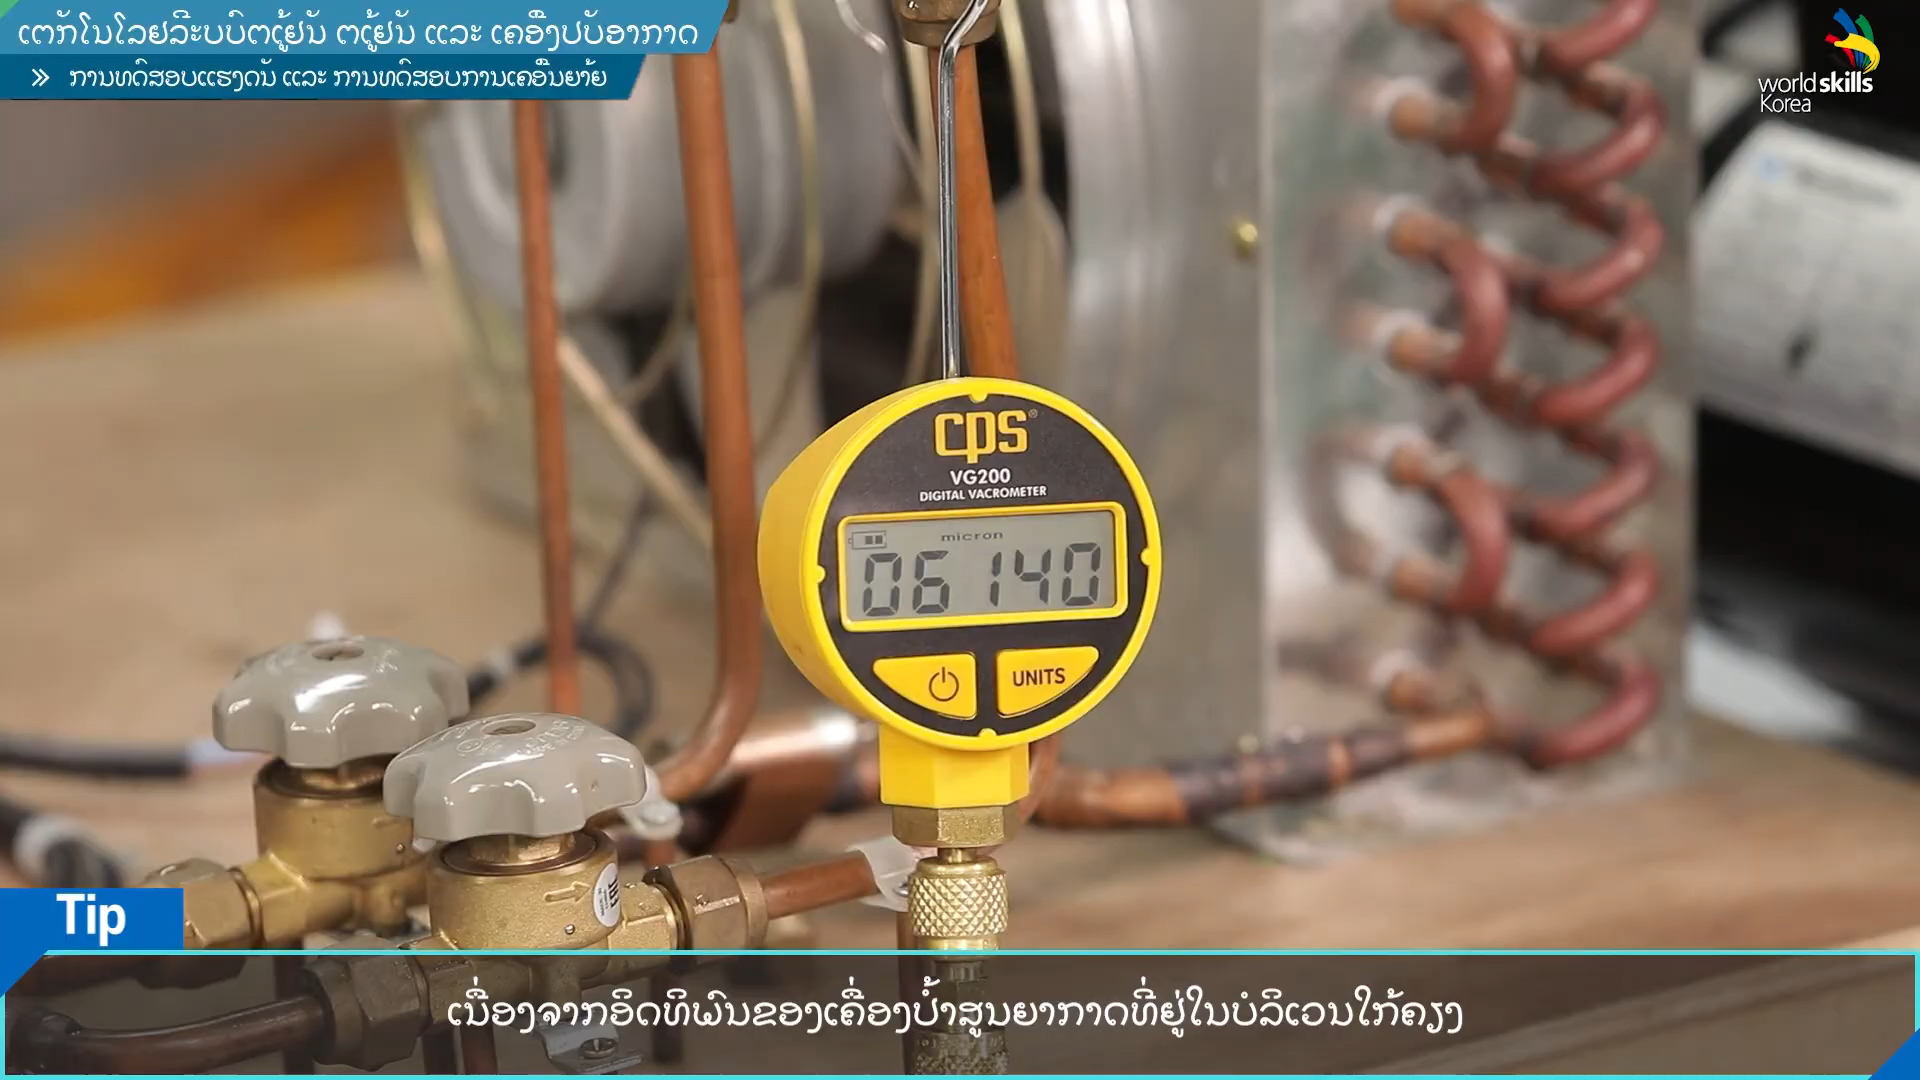 ເຕັກໂນໂລຢີລະບົບຕູ້ເຢັນ ຕູ້ເຢັນ ແລະ ເຄື່ອງປັບອາກາດ
ການທົດສອບແຮງດັນ ແລະ ການທົດສອບການເຄື່ອນຍ້າຍ
worldskills
Korea
cps®
VG200
DIGITAL VACROMETER
micron
06140
UNITS
Tip
ເນື່ອງຈາກອິດທິພົນຂອງເຄື່ອງປ້ຳສູນຍາກາດທີ່ຢູ່ໃນບໍລິເວນໃກ້ຄຽງ